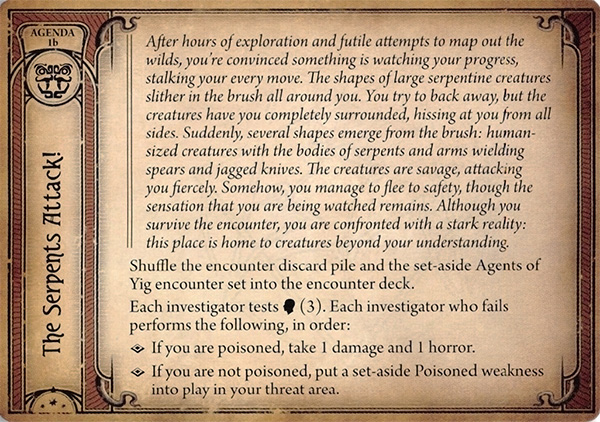 AGENDA
1b
The Serpents Attack!
After hours of exploration and futile attempts to map out the
wilds, you're convinced something is watching your progress,
stalking your every move. The shapes of large serpentine creatures
slither in the brush all around you. You try to back away, but the
creatures have you completely surrounded, hissing at you from all
sides. Suddenly, several shapes emerge from the brush: human-
sized creatures with the bodies of serpents and arms wielding
spears and jagged knives. The creatures are savage, attacking
you fiercely. Somehow, you manage to flee to safety, though the
sensation that you are being watched remains. Although you
survive the encounter, you are confronted with a stark reality:
this place is home to creatures beyond your understanding.
Shuffle the encounter discard pile and the set-aside Agents of
Yig encounter set into the encounter deck.
Each investigator tests (3). Each investigator who fails
performs the following, in order:
If you are poisoned, take 1 damage and 1 horror.
If you are not poisoned, put a set-aside Poisoned weakness
into play in your threat area.